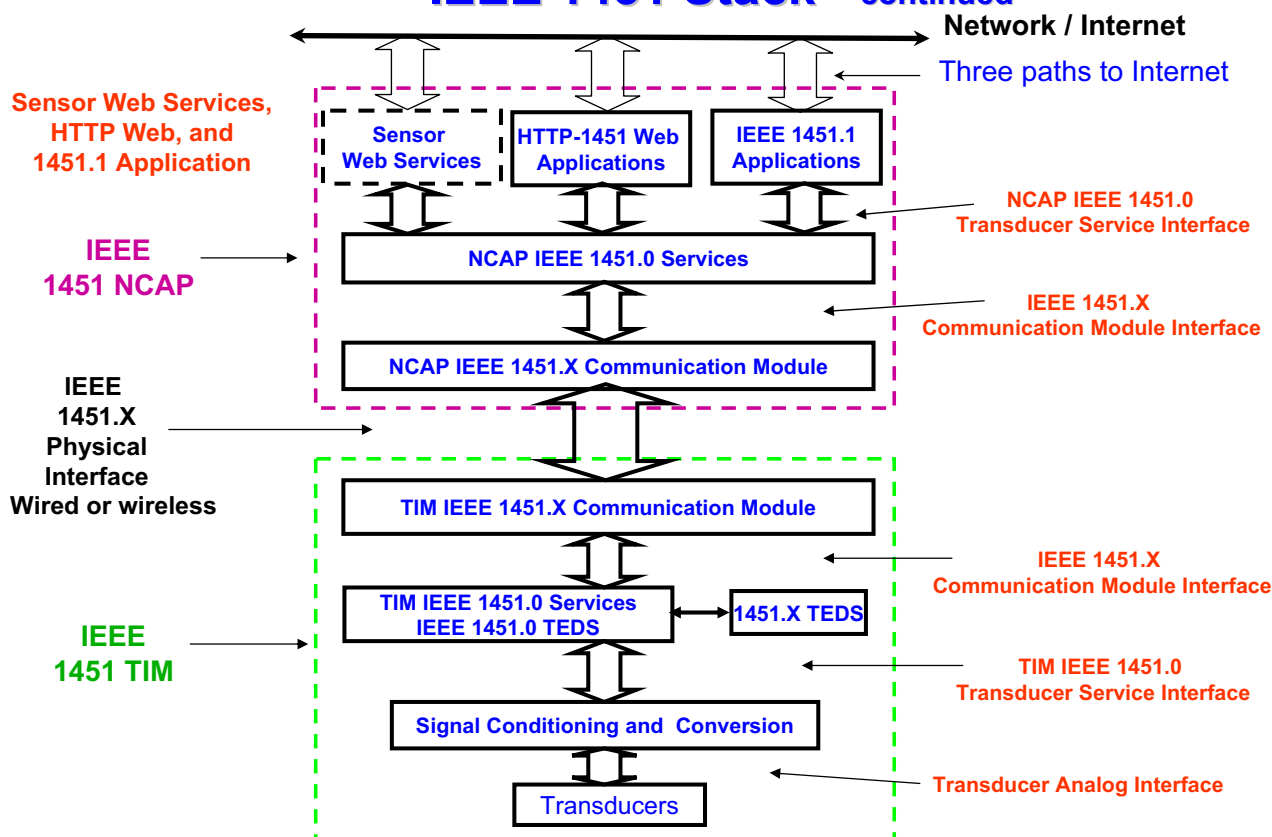 IEEE 1451 Stack - continued
Network / Internet
Three paths to Internet
Sensor Web Services,
HTTP Web, and
1451.1 Application
Sensor
Web Services
HTTP-1451 Web
Applications
IEEE 1451.1
Applications
NCAP IEEE 1451.0
Transducer Service Interface
IEEE
1451 NCAP
NCAP IEEE 1451.0 Services
IEEE 1451.X
Communication Module Interface
NCAP IEEE 1451.X Communication Module
IEEE
1451.X
Physical
Interface
Wired or wireless
TIM IEEE 1451.X Communication Module
IEEE 1451.X
Communication Module Interface
TIM IEEE 1451.0 Services
IEEE 1451.0 TEDS
1451.X TEDS
IEEE
1451 TIM
TIM IEEE 1451.0
Transducer Service Interface
Signal Conditioning and Conversion
Transducer Analog Interface
Transducers